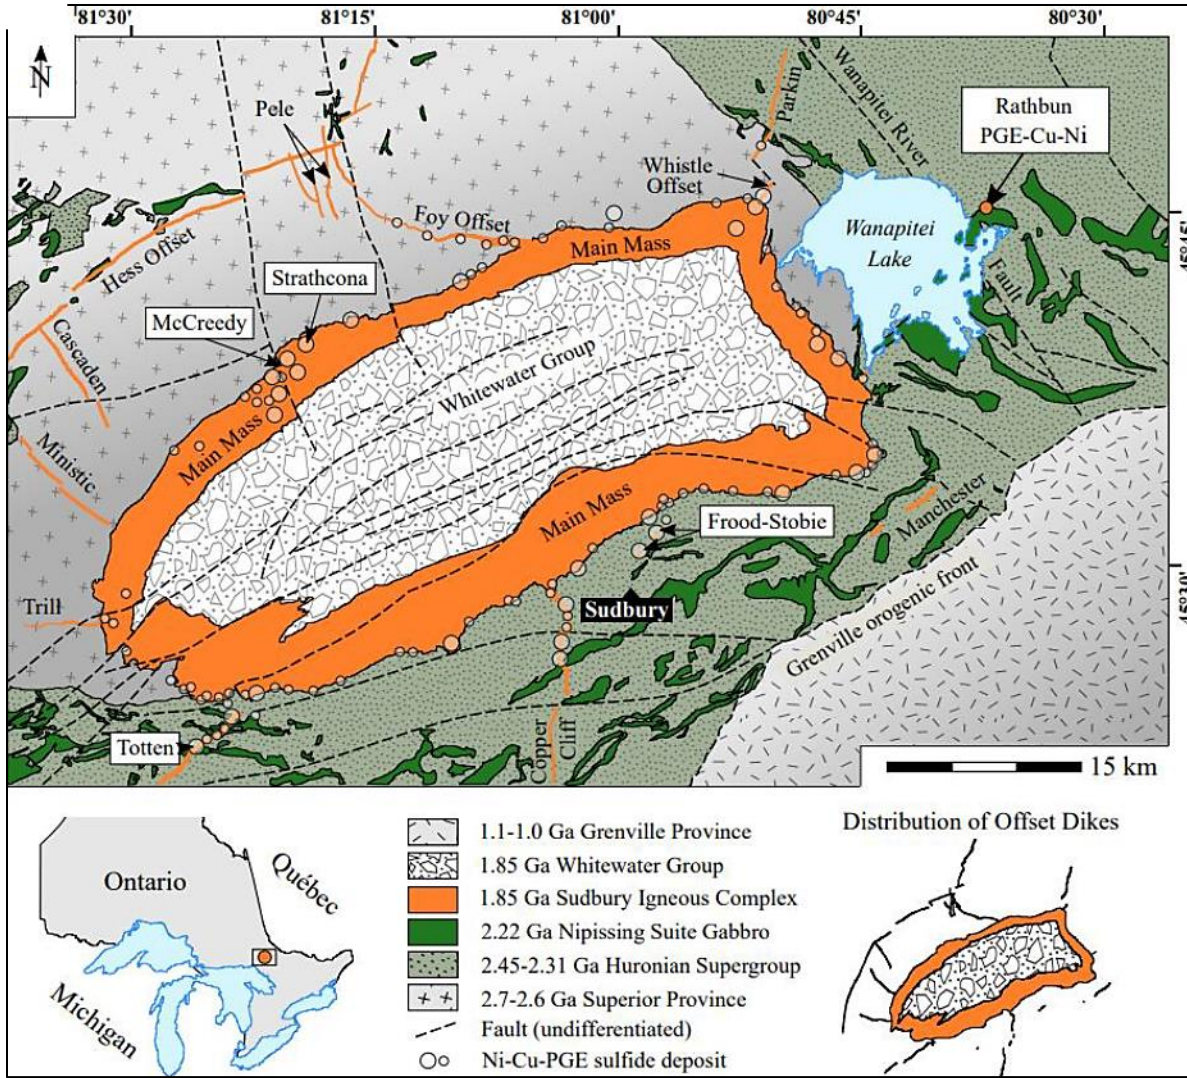 81°30'
81°15'
81°00'
80°45'
80°30'
N
Pele
Parkin
Wanapitei River
Rathbun
PGE-Cu-Ni
Whistle
Offset
Foy Offset
Main Mass
Wanapitei
Lake
45°45'
Hess Offset
Strathcona
Fault
McCreedy
Cascaden
Whitewater Group
Main Mass
Ministic
Main Mass
Frood-Stobie
Manchester
45°30'
Trill
Sudbury
Grenville orogenic front
Totten
Copper
Cliff
15 km
Ontario
Québec
Michigan
1.1-1.0 Ga Grenville Province
1.85 Ga Whitewater Group
1.85 Ga Sudbury Igneous Complex
2.22 Ga Nipissing Suite Gabbro
2.45-2.31 Ga Huronian Supergroup
2.7-2.6 Ga Superior Province
Fault (undifferentiated)
Ni-Cu-PGE sulfide deposit
Distribution of Offset Dikes